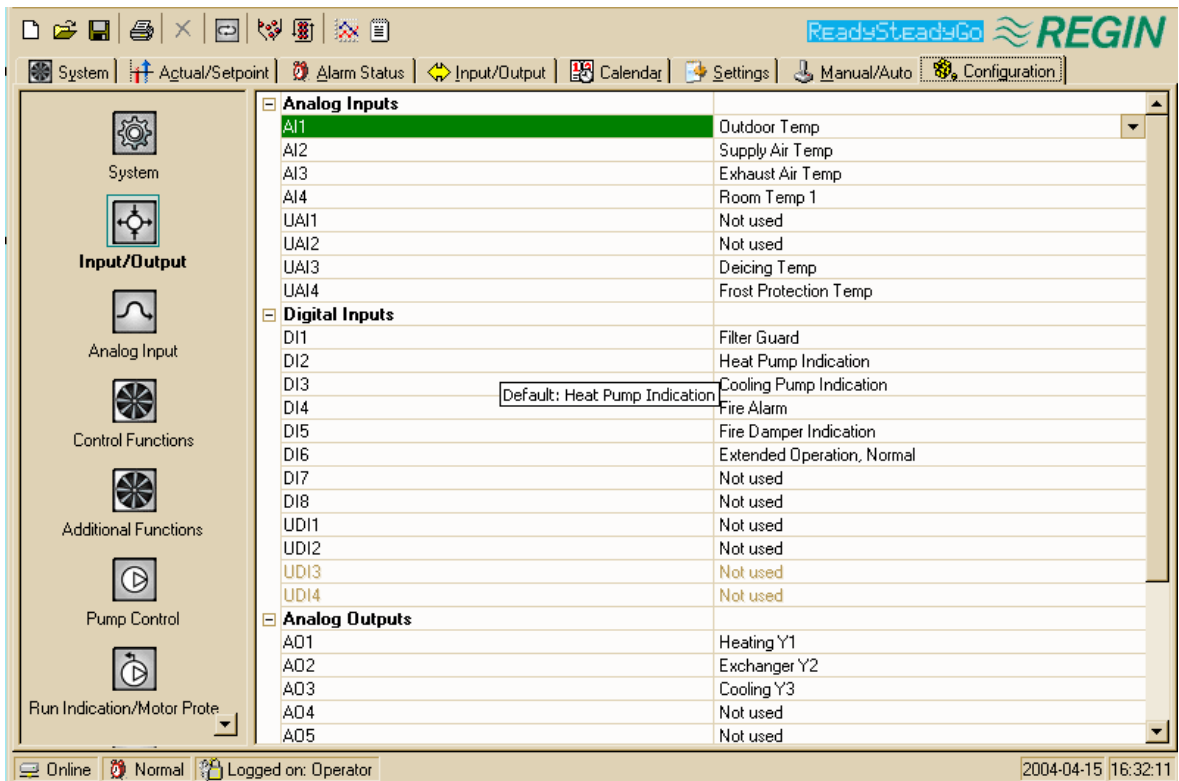 ReadySteadyGo REGIN
System Actual/Setpoint Alarm Status Input/Output Calendar Settings Manual/Auto Configuration
System
Input/Output
Analog Input
Control Functions
Additional Functions
Pump Control
Run Indication/Motor Prote
Analog Inputs
AI1 Outdoor Temp
AI2 Supply Air Temp
AI3 Exhaust Air Temp
AI4 Room Temp 1
UAI1 Not used
UAI2 Not used
UAI3 Deicing Temp
UAI4 Frost Protection Temp
Digital Inputs
DI1 Filter Guard
DI2 Heat Pump Indication
DI3 Cooling Pump Indication
Default: Heat Pump Indication
DI4 Fire Alarm
DI5 Fire Damper Indication
DI6 Extended Operation, Normal
DI7 Not used
DI8 Not used
UDI1 Not used
UDI2 Not used
UDI3 Not used
UDI4 Not used
Analog Outputs
AO1 Heating Y1
AO2 Exchanger Y2
AO3 Cooling Y3
AO4 Not used
AO5 Not used
Online Normal Logged on: Operator 2004-04-15 16:32:11